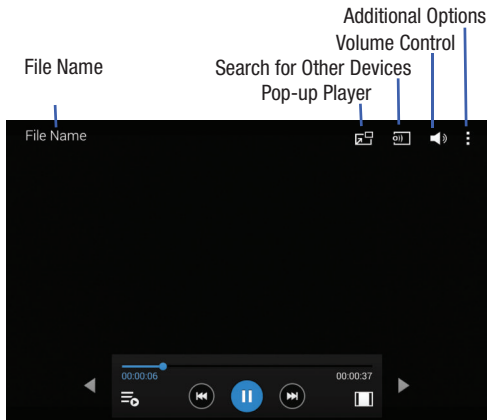 Additional Options
Volume Control
File Name
Search for Other Devices
Pop-up Player
File Name
00:00:06
00:00:37